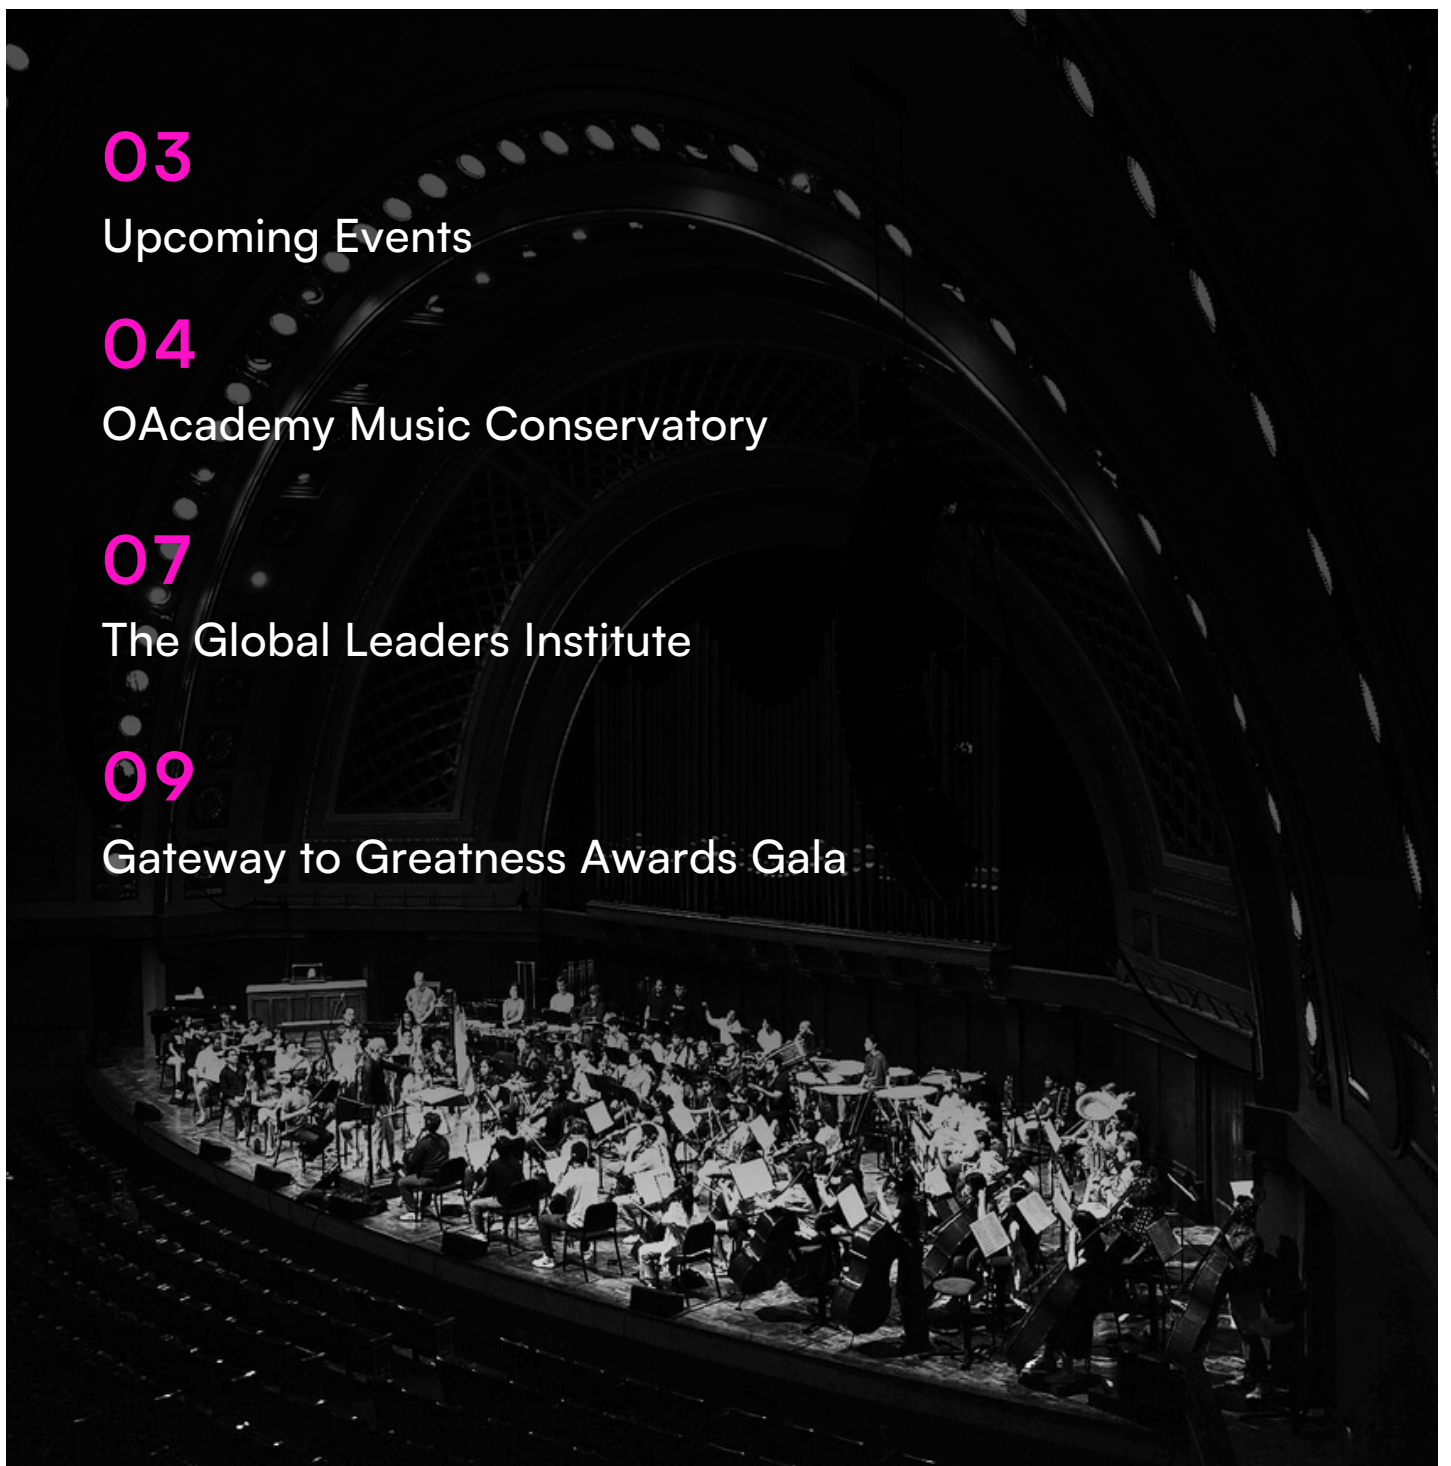 03
Upcoming Events
04
OAcademy Music Conservatory
07
The Global Leaders Institute
09
Gateway to Greatness Awards Gala